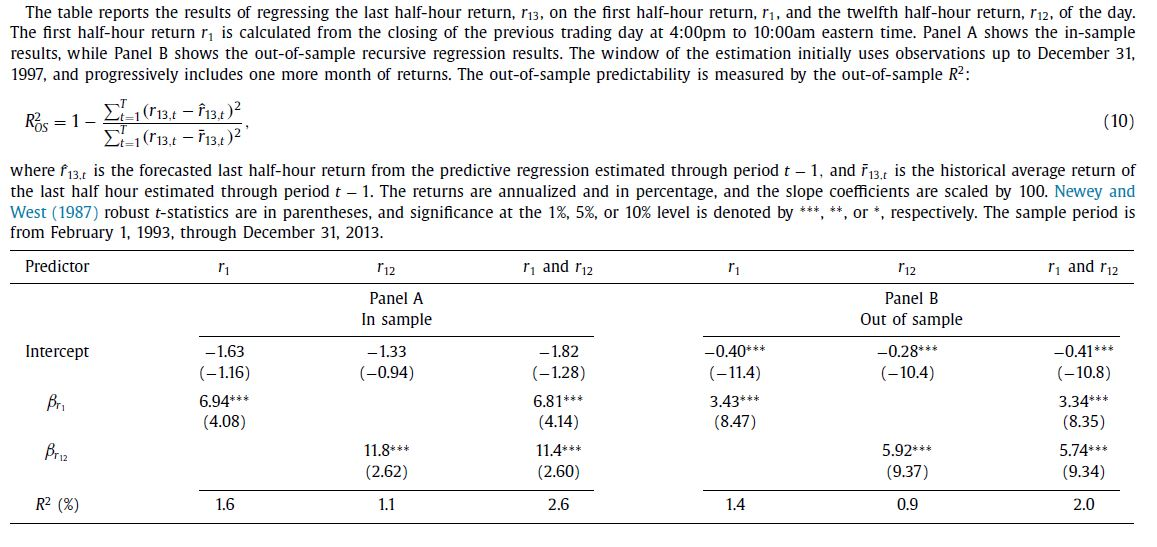 The table reports the results of regressing the last half-hour return, r₁₃, on the first half-hour return, r₁, and the twelfth half-hour return, r₁₂, of the day.
The first half-hour return r₁ is calculated from the closing of the previous trading day at 4:00pm to 10:00am eastern time. Panel A shows the in-sample
results, while Panel B shows the out-of-sample recursive regression results. The window of the estimation initially uses observations up to December 31,
1997, and progressively includes one more month of returns. The out-of-sample predictability is measured by the out-of-sample R²:
R²_OS = 1 − ∑ᵀₜ₌₁(r₁₃,ₜ − r̂₁₃,ₜ)² / ∑ᵀₜ₌₁(r₁₃,ₜ − r̄₁₃,ₜ)², (10)
where r̂₁₃,ₜ is the forecasted last half-hour return from the predictive regression estimated through period t − 1, and r̄₁₃,ₜ is the historical average return of
the last half hour estimated through period t − 1. The returns are annualized and in percentage, and the slope coefficients are scaled by 100. Newey and
West (1987) robust t-statistics are in parentheses, and significance at the 1%, 5%, or 10% level is denoted by ***, **, or *, respectively. The sample period is
from February 1, 1993, through December 31, 2013.
Predictor r₁ r₁₂ r₁ and r₁₂ r₁ r₁₂ r₁ and r₁₂
Panel A Panel B
In sample Out of sample
Intercept −1.63 −1.33 −1.82 −0.40*** −0.28*** −0.41***
(−1.16) (−0.94) (−1.28) (−11.4) (−10.4) (−10.8)
β_r₁ 6.94*** 6.81*** 3.43*** 3.34***
(4.08) (4.14) (8.47) (8.35)
β_r₁₂ 11.8*** 11.4*** 5.92*** 5.74***
(2.62) (2.60) (9.37) (9.34)
R² (%) 1.6 1.1 2.6 1.4 0.9 2.0